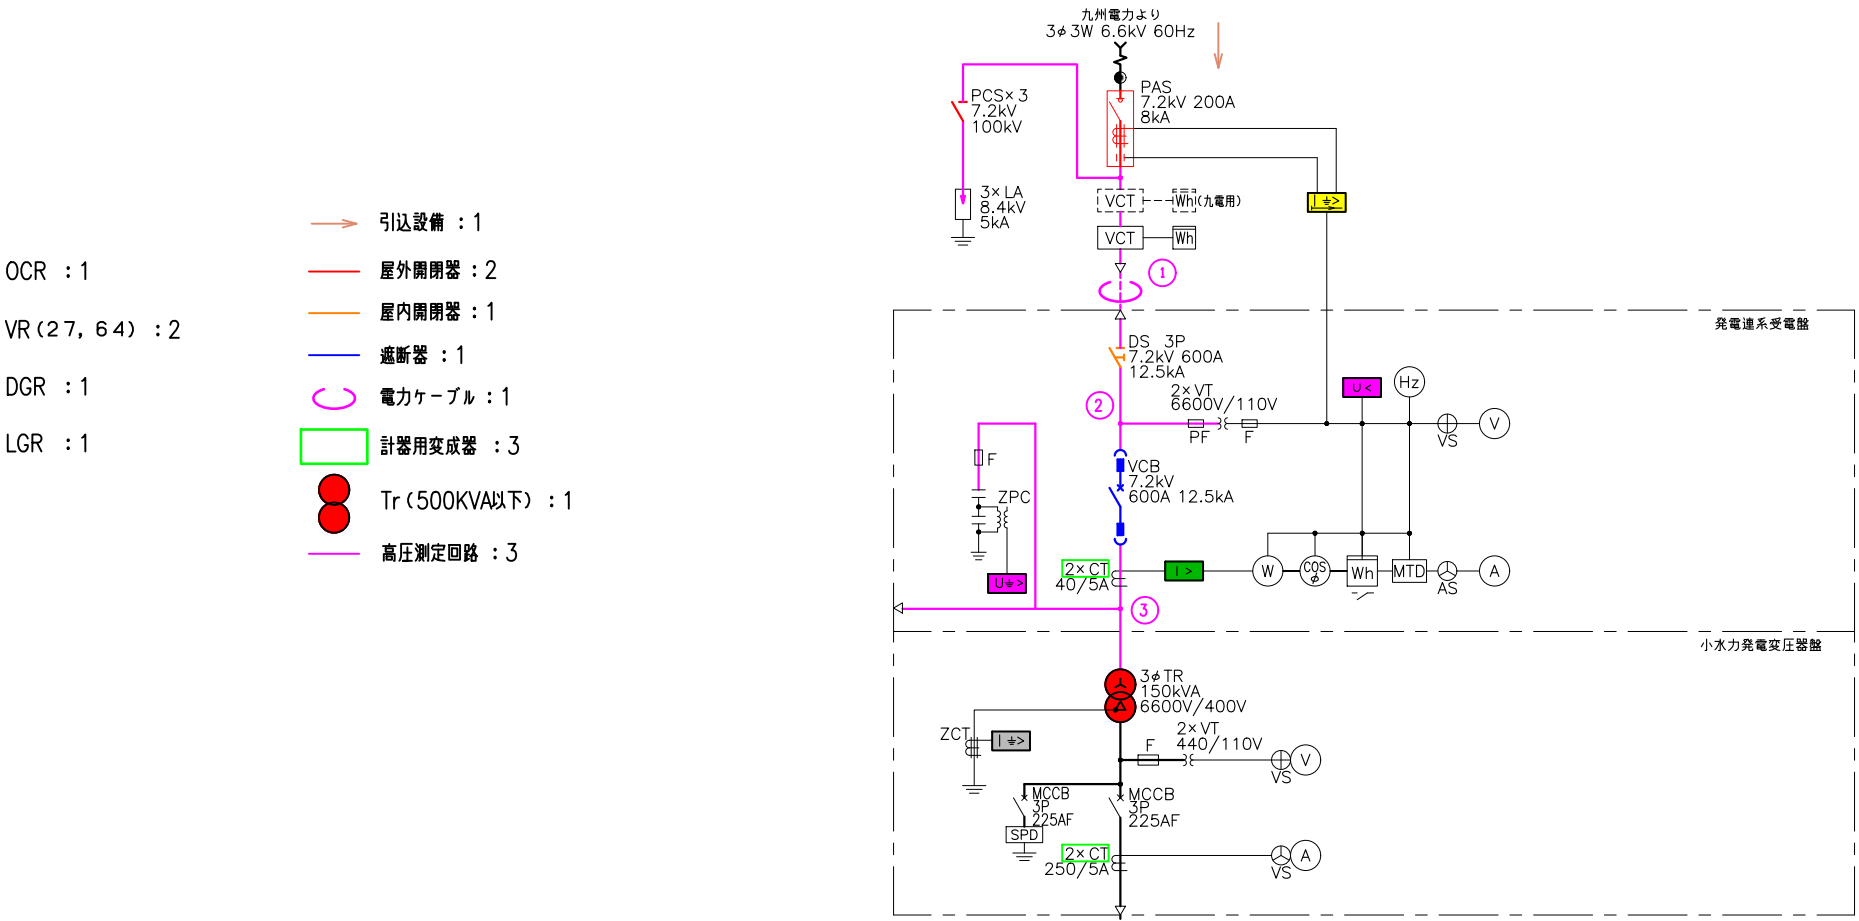 OCR : 1
VR (27, 64) : 2
DGR : 1
LGR : 1
引込設備 : 1
屋外開閉器 : 2
屋内開閉器 : 1
遮断器 : 1
電力ケーブル : 1
計器用変成器 : 3
Tr (500KVA以下) : 1
高圧測定回路 : 3
九州電力より
3φ3W 6.6kV 60Hz
PCS×3
7.2kV
100kV
PAS
7.2kV 200A
8kA
3×LA
8.4kV
5kA
VCT
Wh
(九電用)
VCT
Wh
I ⏚>
1
発電連系受電盤
DS 3P
7.2kV 600A
12.5kA
2
2×VT
6600V/110V
PF
F
U<
Hz
VS
V
F
ZPC
VCB
7.2kV
600A 12.5kA
U⏚>
2×CT
40/5A
I >
W
COS
φ
Wh
MTD
AS
A
3
小水力発電変圧器盤
3φTR
150kVA
6600V/400V
ZCT
I ⏚>
2×VT
440/110V
F
VS
V
MCCB
3P
225AF
SPD
MCCB
3P
225AF
2×CT
250/5A
VS
A